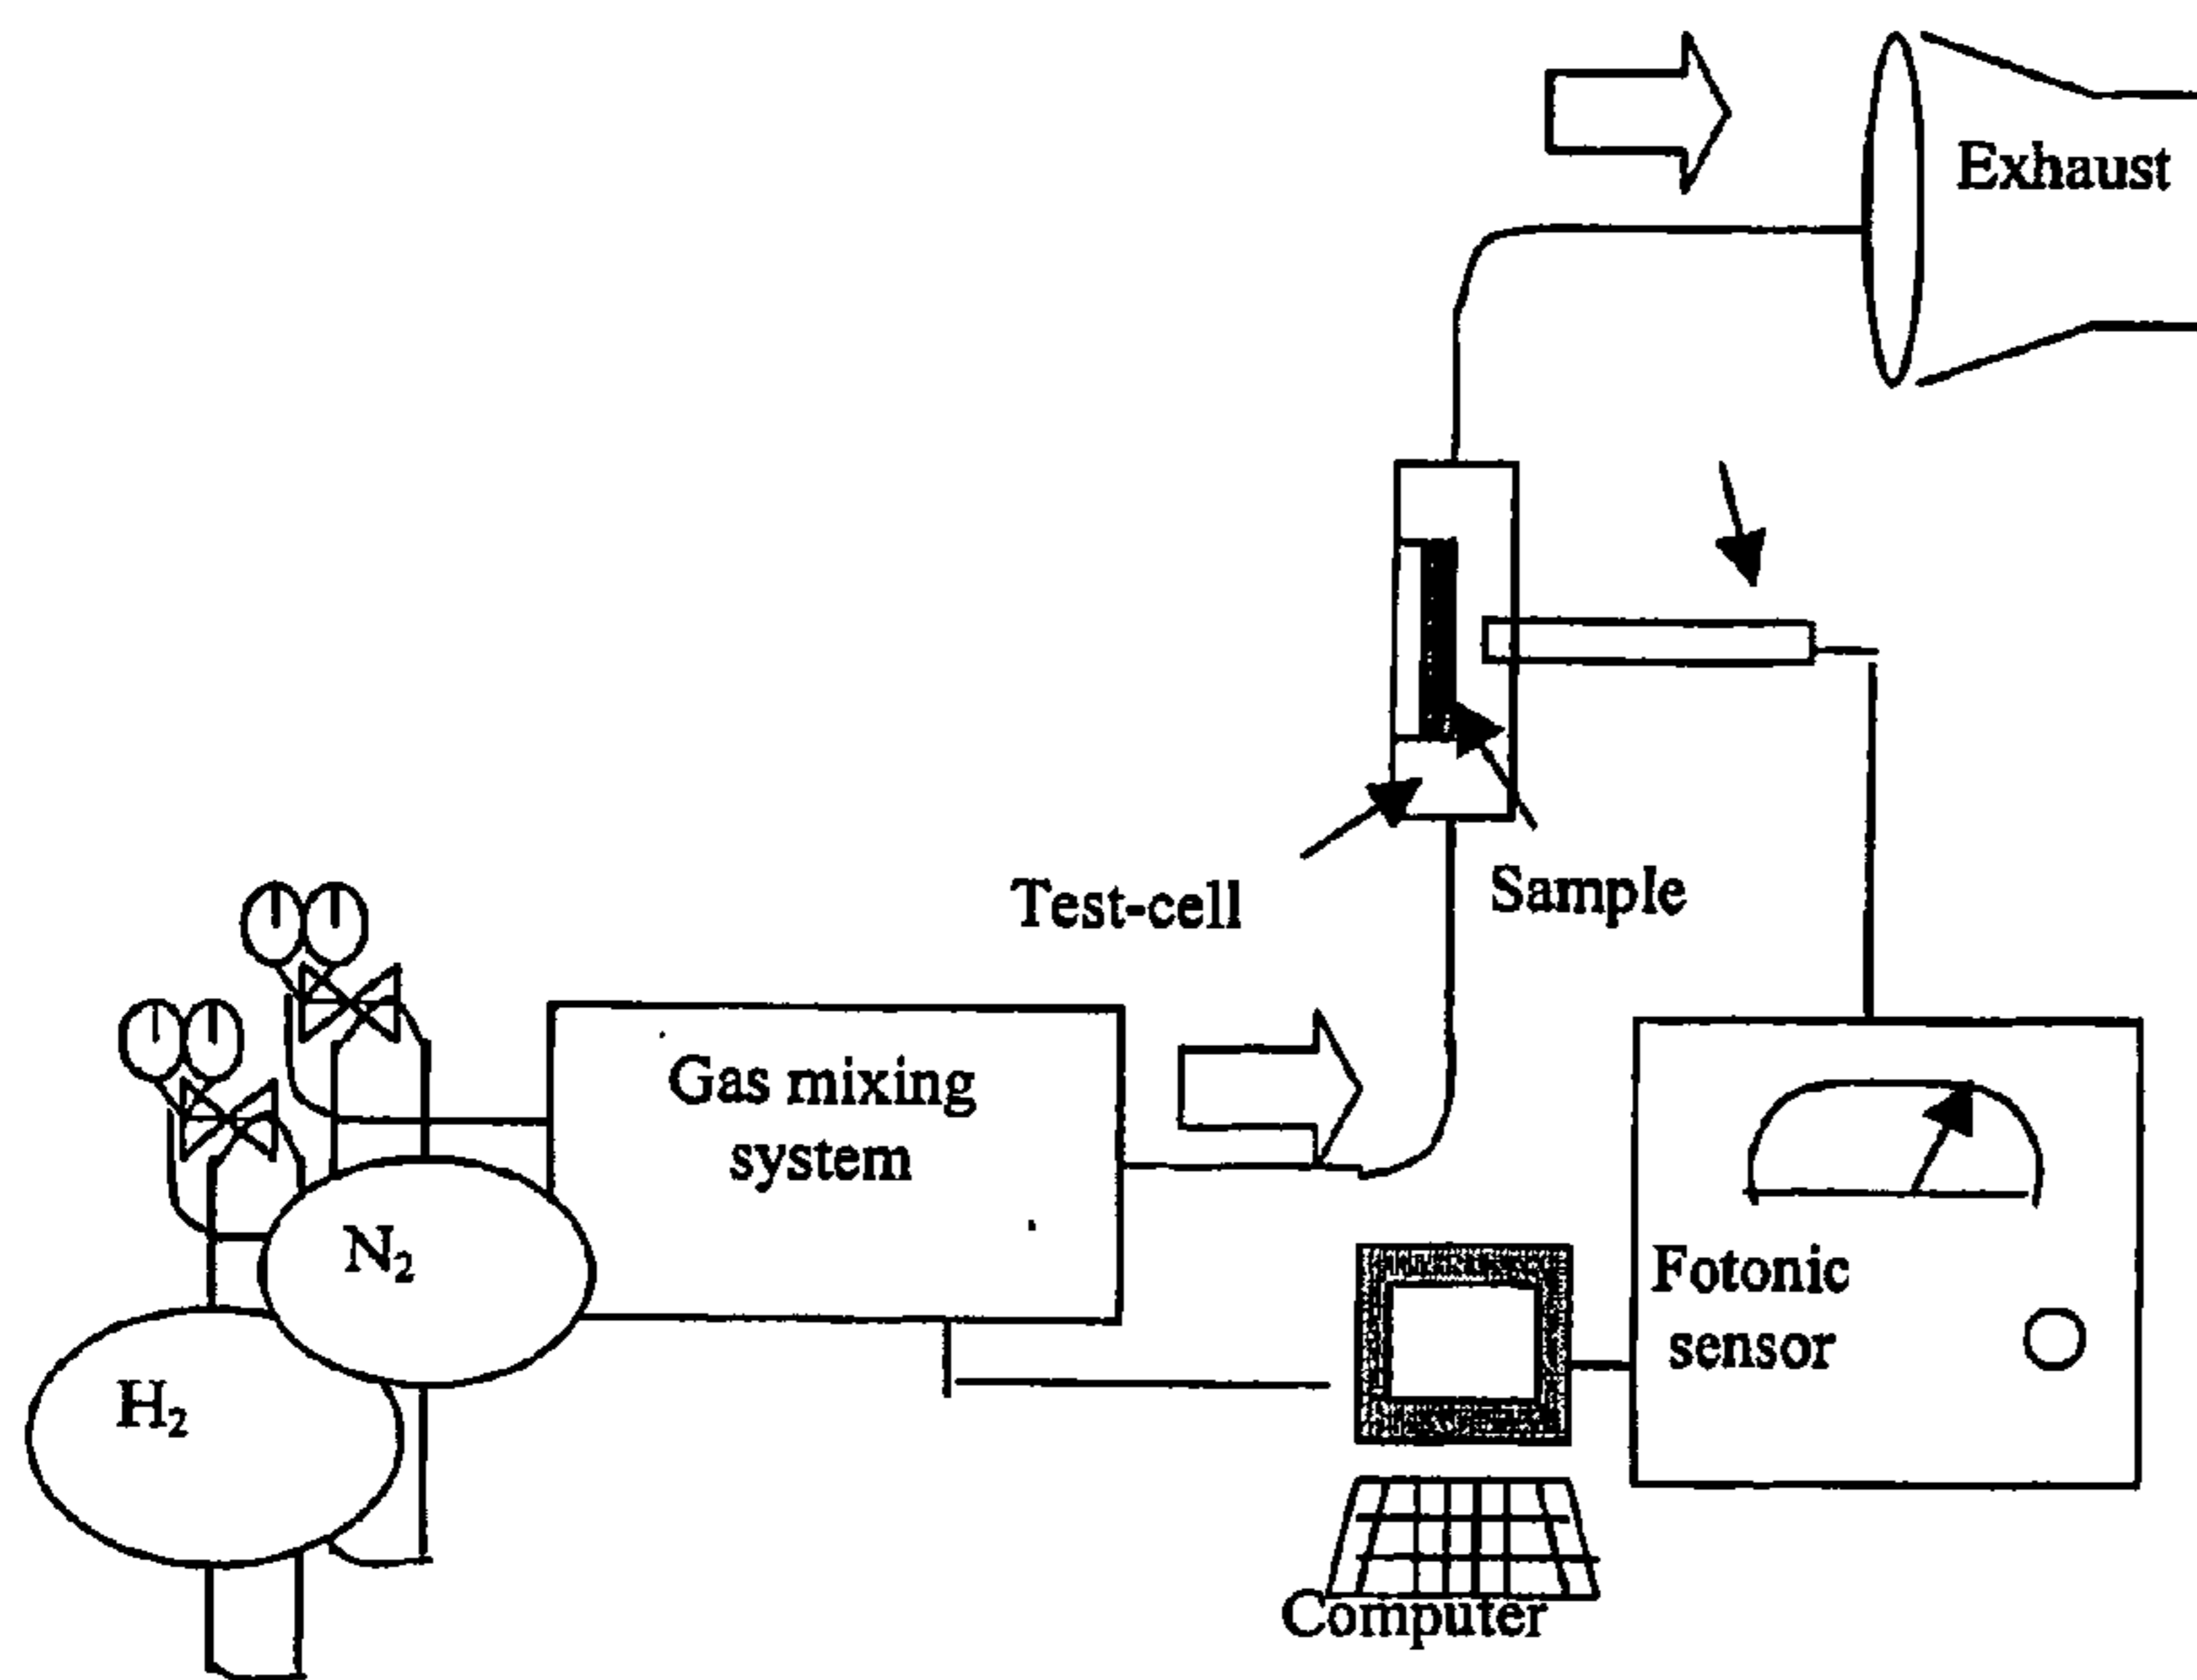 Exhaust
Test-cell
Sample
Gas mixing
system
N₂
H₂
Fotonic
sensor
Computer